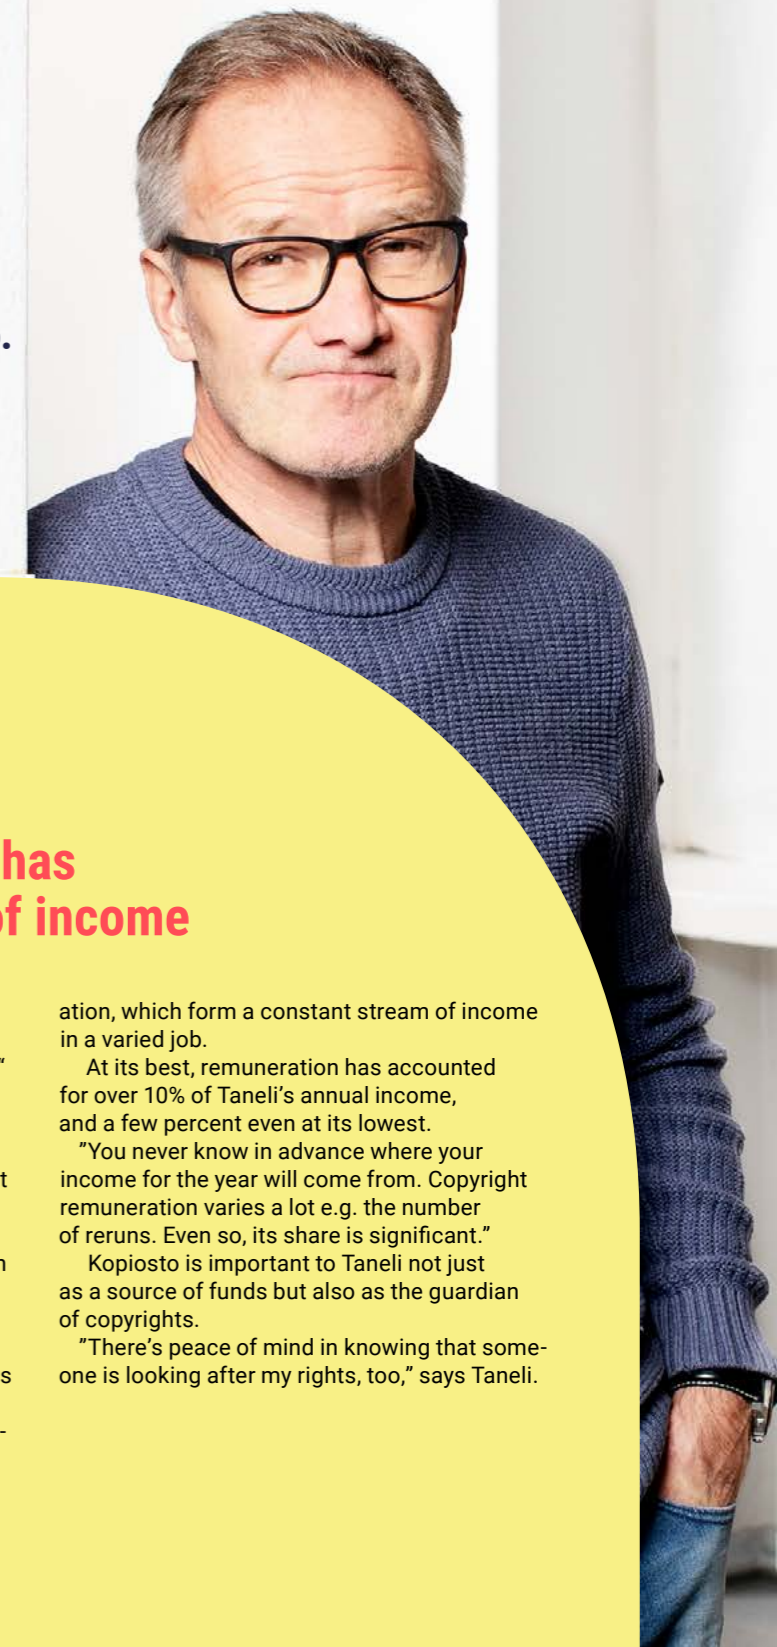 .
has
of income
“
t
n
s
-
ation, which form a constant stream of income
in a varied job.
At its best, remuneration has accounted
for over 10% of Taneli’s annual income,
and a few percent even at its lowest.
”You never know in advance where your
income for the year will come from. Copyright
remuneration varies a lot e.g. the number
of reruns. Even so, its share is significant.”
Kopiosto is important to Taneli not just
as a source of funds but also as the guardian
of copyrights.
”There’s peace of mind in knowing that some-
one is looking after my rights, too,” says Taneli.